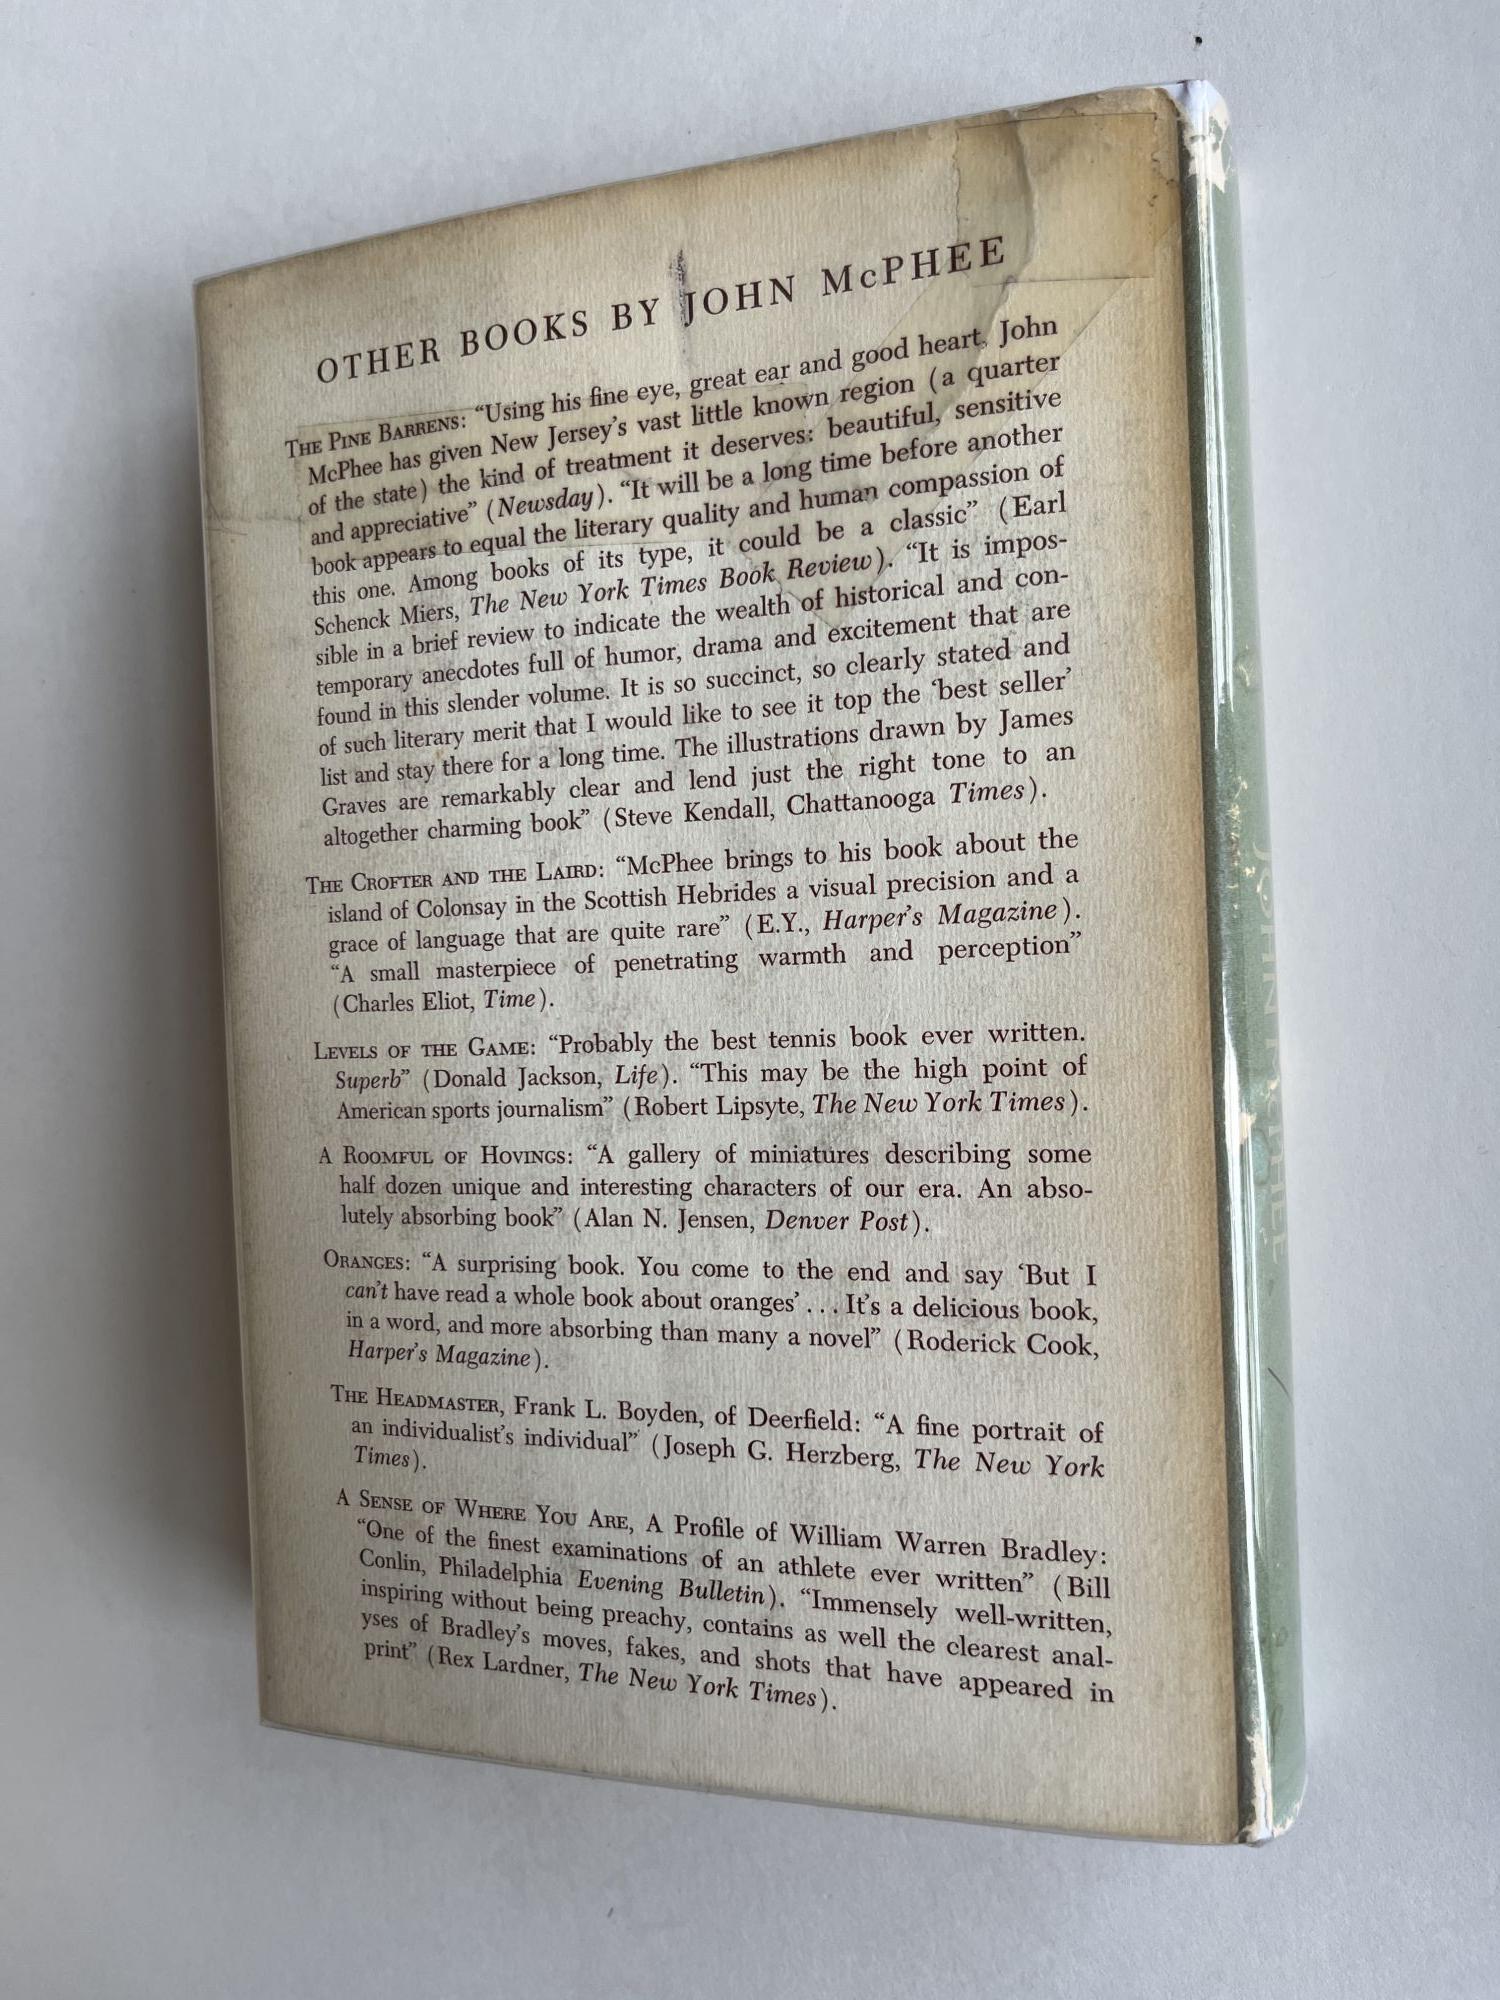 OTHER BOOKS BY JOHN McPHEE
THE PINE BARRENS: “Using his fine eye, great ear and good heart, John
McPhee has given New Jersey’s vast little known region (a quarter
of the state) the kind of treatment it deserves: beautiful, sensitive
and appreciative” (Newsday). “It will be a long time before another
book appears to equal the literary quality and human compassion of
this one. Among books of its type, it could be a classic” (Earl
Schenck Miers, The New York Times Book Review). “It is impos-
sible in a brief review to indicate the wealth of historical and con-
temporary anecdotes full of humor, drama and excitement that are
found in this slender volume. It is so succinct, so clearly stated and
of such literary merit that I would like to see it top the ‘best seller’
list and stay there for a long time. The illustrations drawn by James
Graves are remarkably clear and lend just the right tone to an
altogether charming book” (Steve Kendall, Chattanooga Times).
THE CROFTER AND THE LAIRD: “McPhee brings to his book about the
island of Colonsay in the Scottish Hebrides a visual precision and a
grace of language that are quite rare” (E.Y., Harper’s Magazine).
“A small masterpiece of penetrating warmth and perception”
(Charles Eliot, Time).
LEVELS OF THE GAME: “Probably the best tennis book ever written.
Superb” (Donald Jackson, Life). “This may be the high point of
American sports journalism” (Robert Lipsyte, The New York Times).
A ROOMFUL OF HOVINGS: “A gallery of miniatures describing some
half dozen unique and interesting characters of our era. An abso-
lutely absorbing book” (Alan N. Jensen, Denver Post).
ORANGES: “A surprising book. You come to the end and say ‘But I
can’t have read a whole book about oranges’ . . . It’s a delicious book,
in a word, and more absorbing than many a novel” (Roderick Cook,
Harper’s Magazine).
THE HEADMASTER, Frank L. Boyden, of Deerfield: “A fine portrait of
an individualist’s individual” (Joseph G. Herzberg, The New York
Times).
A SENSE OF WHERE YOU ARE, A Profile of William Warren Bradley:
“One of the finest examinations of an athlete ever written” (Bill
Conlin, Philadelphia Evening Bulletin). “Immensely well-written,
inspiring without being preachy, contains as well the clearest anal-
yses of Bradley’s moves, fakes, and shots that have appeared in
print” (Rex Lardner, The New York Times).
JOHN McPHEE